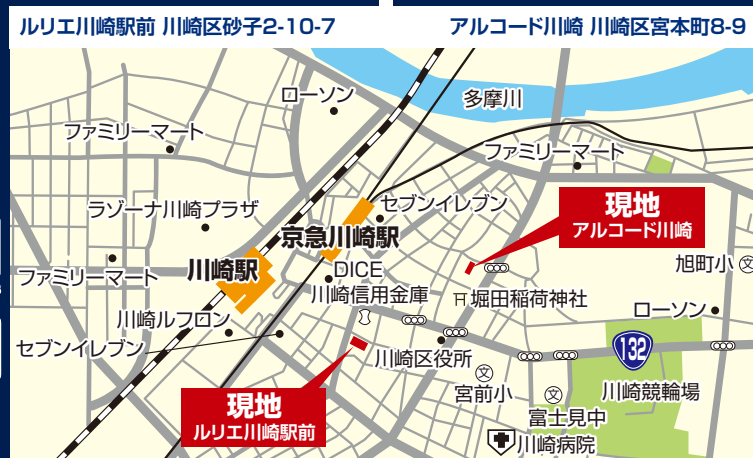 ルリエ川崎駅前 川崎区砂子2-10-7
アルコード川崎 川崎区宮本町8-9
ローソン
多摩川
ファミリーマート
ファミリーマート
ラゾーナ川崎プラザ
セブンイレブン
現地
アルコード川崎
京急川崎駅
川崎駅
DICE
旭町小
文
ファミリーマート
川崎信用金庫
堀田稲荷神社
川崎ルフロン
ローソン
セブンイレブン
132
川崎区役所
文
宮前小
現地
ルリエ川崎駅前
文
富士見中
川崎競輪場
川崎病院